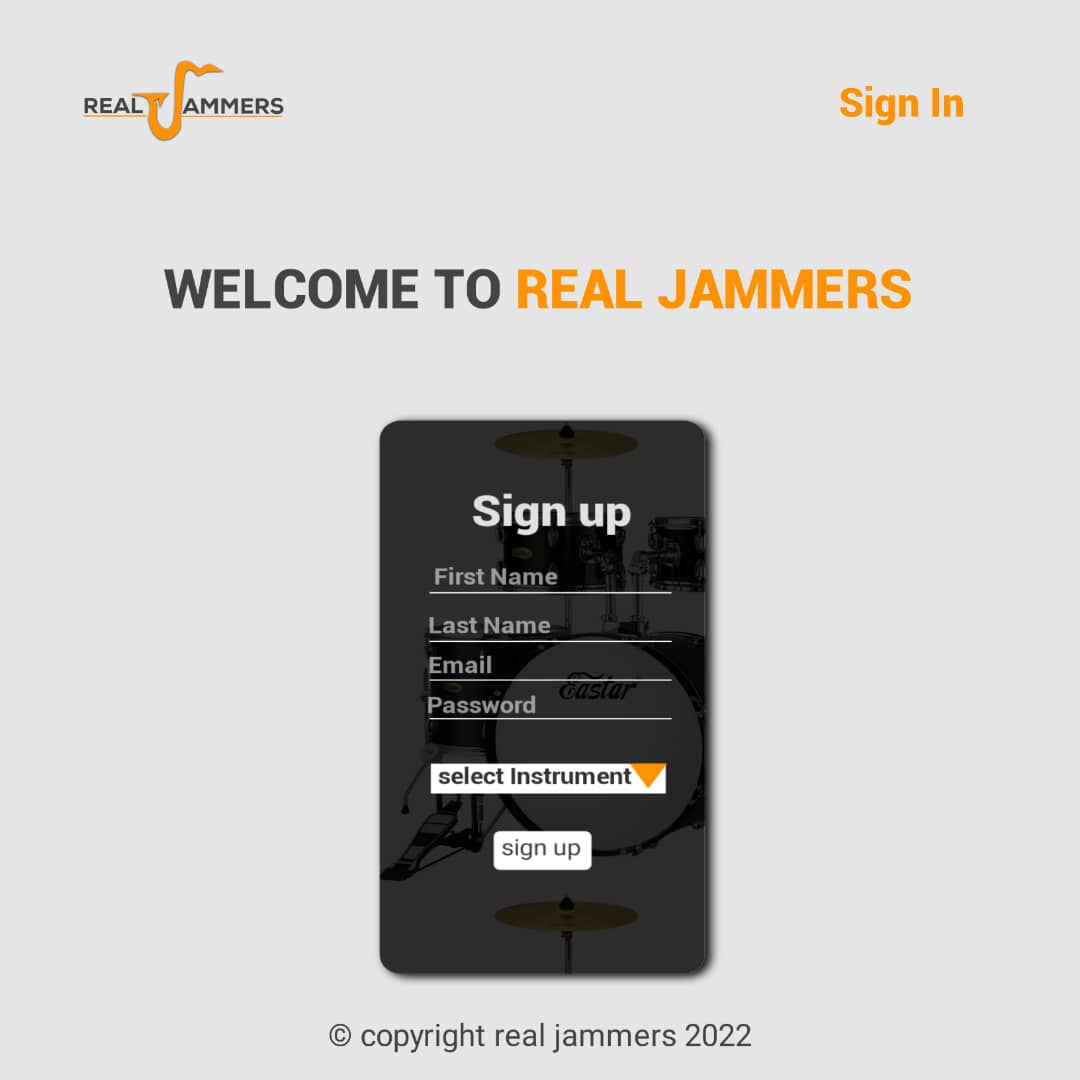 REAL JAMMERS
Sign In
WELCOME TO REAL JAMMERS
Sign up
First Name
Last Name
Email
Eastar
Password
select Instrument
sign up
© copyright real jammers 2022